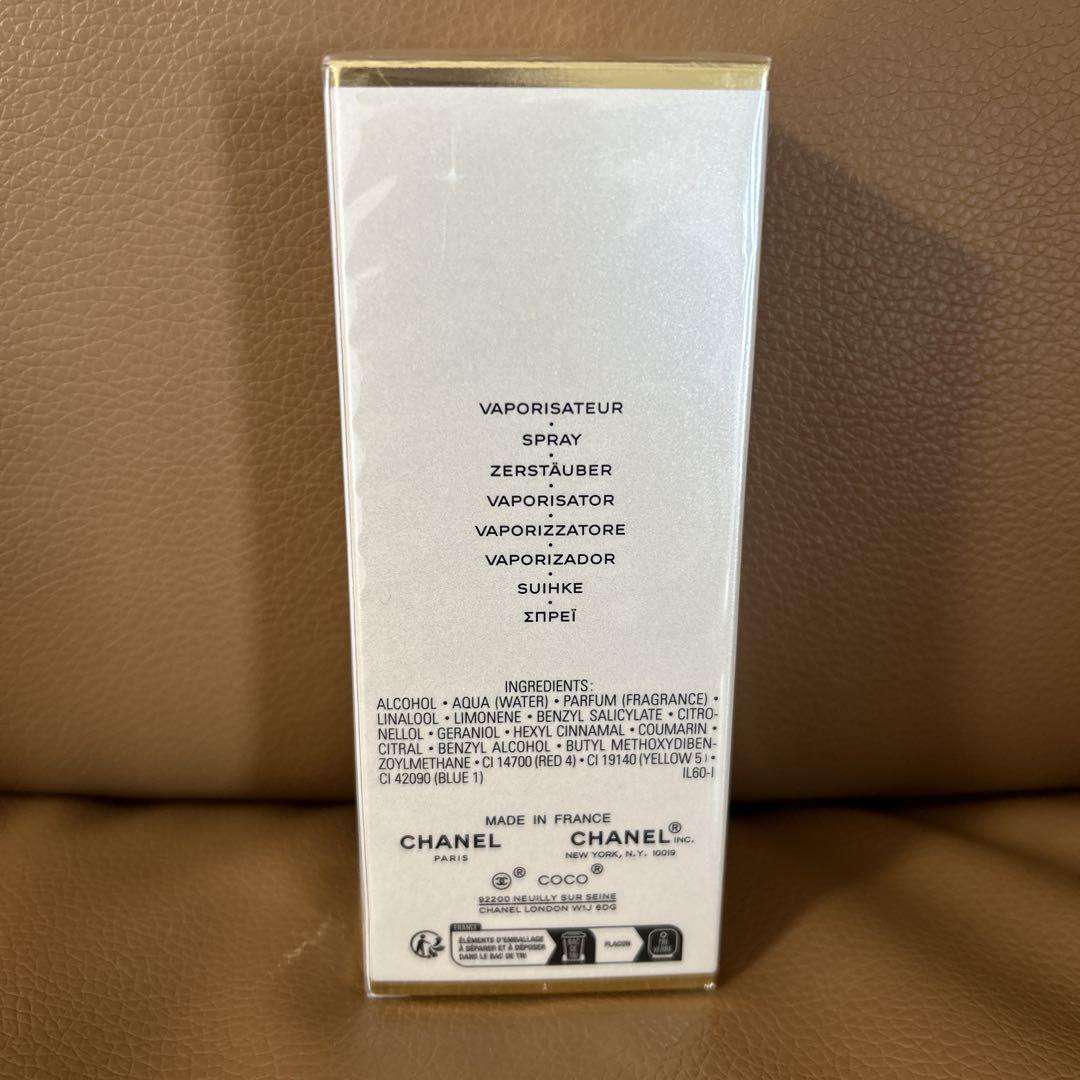 VAPORISATEUR
•
SPRAY
•
ZERSTÄUBER
•
VAPORISATOR
•
VAPORIZZATORE
•
VAPORIZADOR
•
SUIHKE
•
ΣΠΡΕΪ
INGREDIENTS:
ALCOHOL • AQUA (WATER) • PARFUM (FRAGRANCE) •
LINALOOL • LIMONENE • BENZYL SALICYLATE • CITRO-
NELLOL • GERANIOL • HEXYL CINNAMAL • COUMARIN •
CITRAL • BENZYL ALCOHOL • BUTYL METHOXYDIBEN-
ZOYLMETHANE • CI 14700 (RED 4) • CI 19140 (YELLOW 5) •
CI 42090 (BLUE 1) IL60-I
MADE IN FRANCE
CHANEL CHANEL® INC.
PARIS NEW YORK, N.Y. 10019
® COCO®
92200 NEUILLY SUR SEINE
CHANEL LONDON W1J 6DG
FRANCE
ÉLÉMENTS D'EMBALLAGE
À SÉPARER ET À DÉPOSER
DANS LE BAC DE TRI
BAC
DE
TRI
FLACON